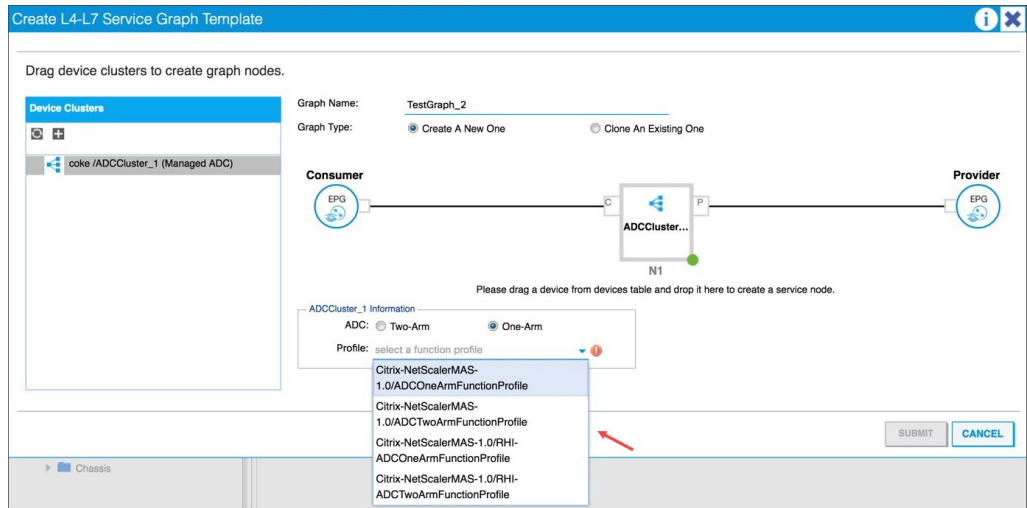 Create L4-L7 Service Graph Template
Drag device clusters to create graph nodes.
Device Clusters
coke /ADCCluster_1 (Managed ADC)
Graph Name: TestGraph_2
Graph Type: Create A New One Clone An Existing One
Consumer
EPG
C
ADCCluster...
P
N1
Provider
EPG
Please drag a device from devices table and drop it here to create a service node.
ADCCluster_1 Information
ADC: Two-Arm One-Arm
Profile: select a function profile
Citrix-NetScalerMAS-
1.0/ADCOneArmFunctionProfile
Citrix-NetScalerMAS-
1.0/ADCTwoArmFunctionProfile
Citrix-NetScalerMAS-1.0/RHI-
ADCOneArmFunctionProfile
Citrix-NetScalerMAS-1.0/RHI-
ADCTwoArmFunctionProfile
SUBMIT
CANCEL
Chassis